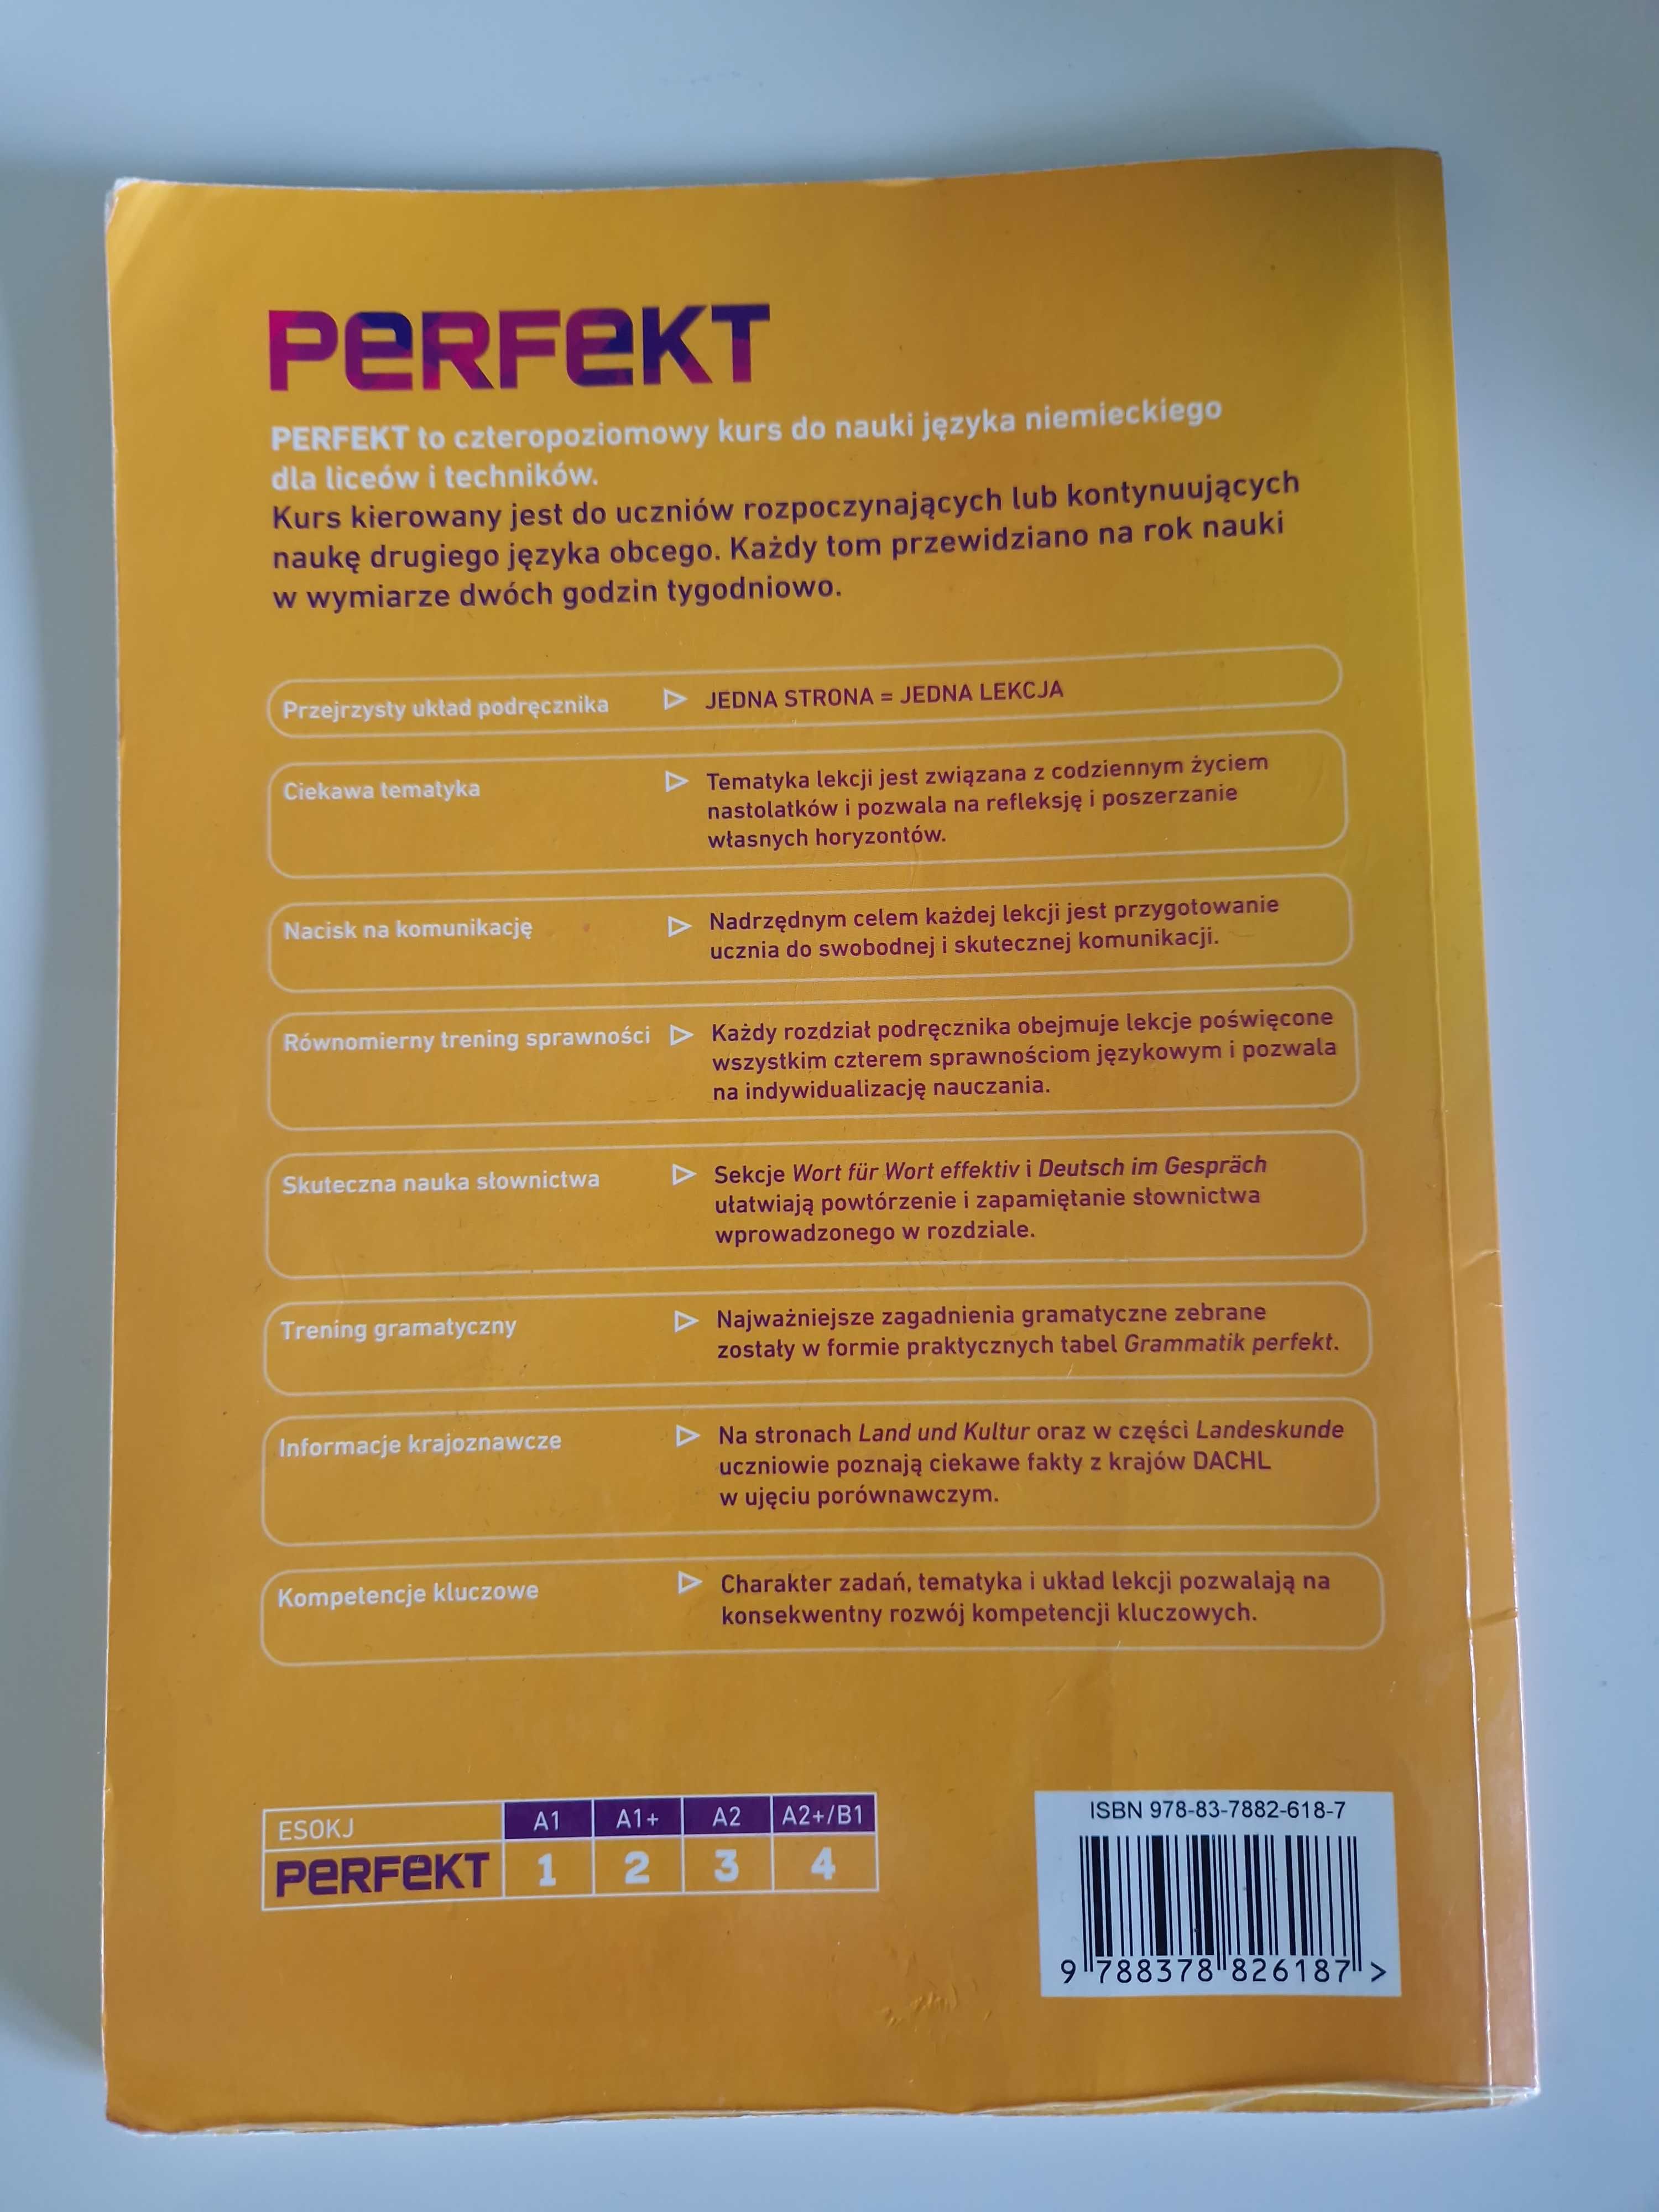 PERFEKT
PERFEKT to czteropoziomowy kurs do nauki języka niemieckiego
dla liceów i techników.
Kurs kierowany jest do uczniów rozpoczynających lub kontynuujących
naukę drugiego języka obcego. Każdy tom przewidziano na rok nauki
w wymiarze dwóch godzin tygodniowo.
Przejrzysty układ podręcznika ▷ JEDNA STRONA = JEDNA LEKCJA
Ciekawa tematyka ▷ Tematyka lekcji jest związana z codziennym życiem
nastolatków i pozwala na refleksję i poszerzanie
własnych horyzontów.
Nacisk na komunikację ▷ Nadrzędnym celem każdej lekcji jest przygotowanie
ucznia do swobodnej i skutecznej komunikacji.
Równomierny trening sprawności ▷ Każdy rozdział podręcznika obejmuje lekcje poświęcone
wszystkim czterem sprawnościom językowym i pozwala
na indywidualizację nauczania.
Skuteczna nauka słownictwa ▷ Sekcje Wort für Wort effektiv i Deutsch im Gespräch
ułatwiają powtórzenie i zapamiętanie słownictwa
wprowadzonego w rozdziale.
Trening gramatyczny ▷ Najważniejsze zagadnienia gramatyczne zebrane
zostały w formie praktycznych tabel Grammatik perfekt.
Informacje krajoznawcze ▷ Na stronach Land und Kultur oraz w części Landeskunde
uczniowie poznają ciekawe fakty z krajów DACHL
w ujęciu porównawczym.
Kompetencje kluczowe ▷ Charakter zadań, tematyka i układ lekcji pozwalają na
konsekwentny rozwój kompetencji kluczowych.
ESOKJ A1 A1+ A2 A2+/B1
PERFEKT 1 2 3 4
ISBN 978-83-7882-618-7
9 788378 826187 >